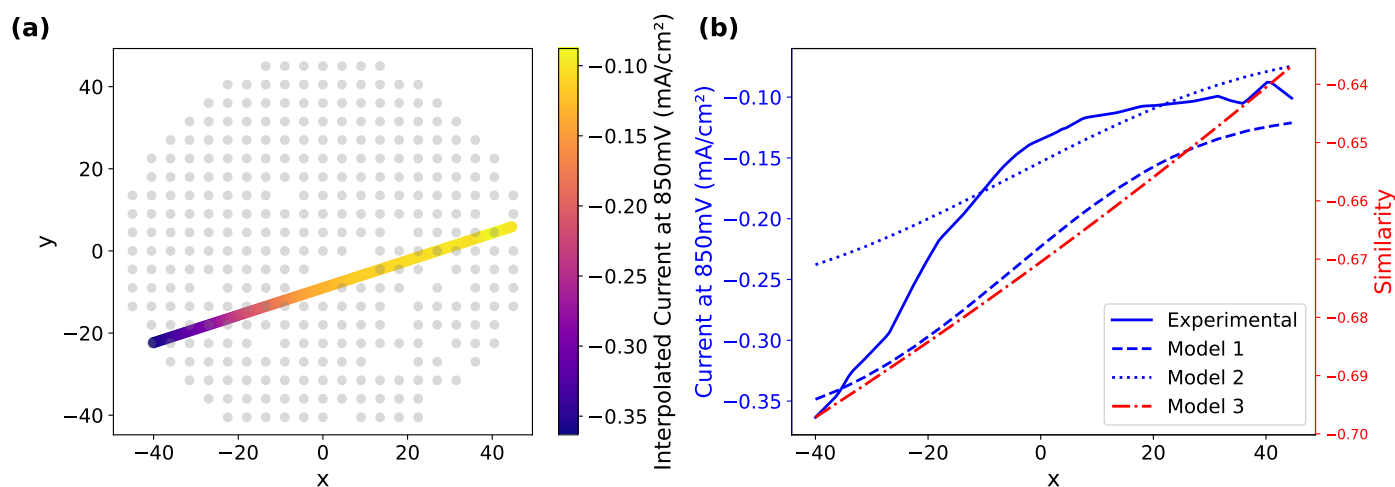 (a)
(b)
40
20
0
−20
−40
y
−40
−20
0
20
40
x
−0.10
−0.15
−0.20
−0.25
−0.30
−0.35
Interpolated Current at 850mV (mA/cm²)
Current at 850mV (mA/cm²)
−0.10
−0.15
−0.20
−0.25
−0.30
−0.35
−40
−20
0
20
40
x
−0.64
−0.65
−0.66
−0.67
−0.68
−0.69
−0.70
Similarity
Experimental
Model 1
Model 2
Model 3